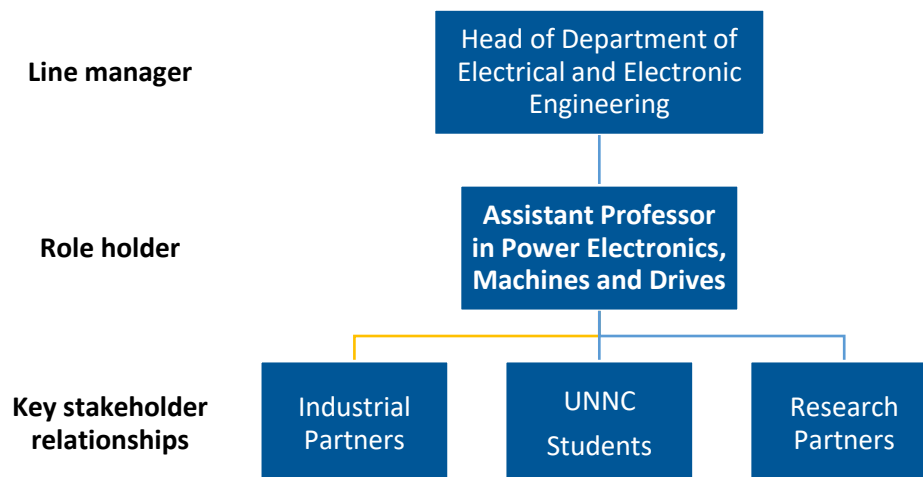 Line manager
Head of Department of
Electrical and Electronic
Engineering
Role holder
Assistant Professor
in Power Electronics,
Machines and Drives
Key stakeholder
relationships
Industrial
Partners
UNNC
Students
Research
Partners